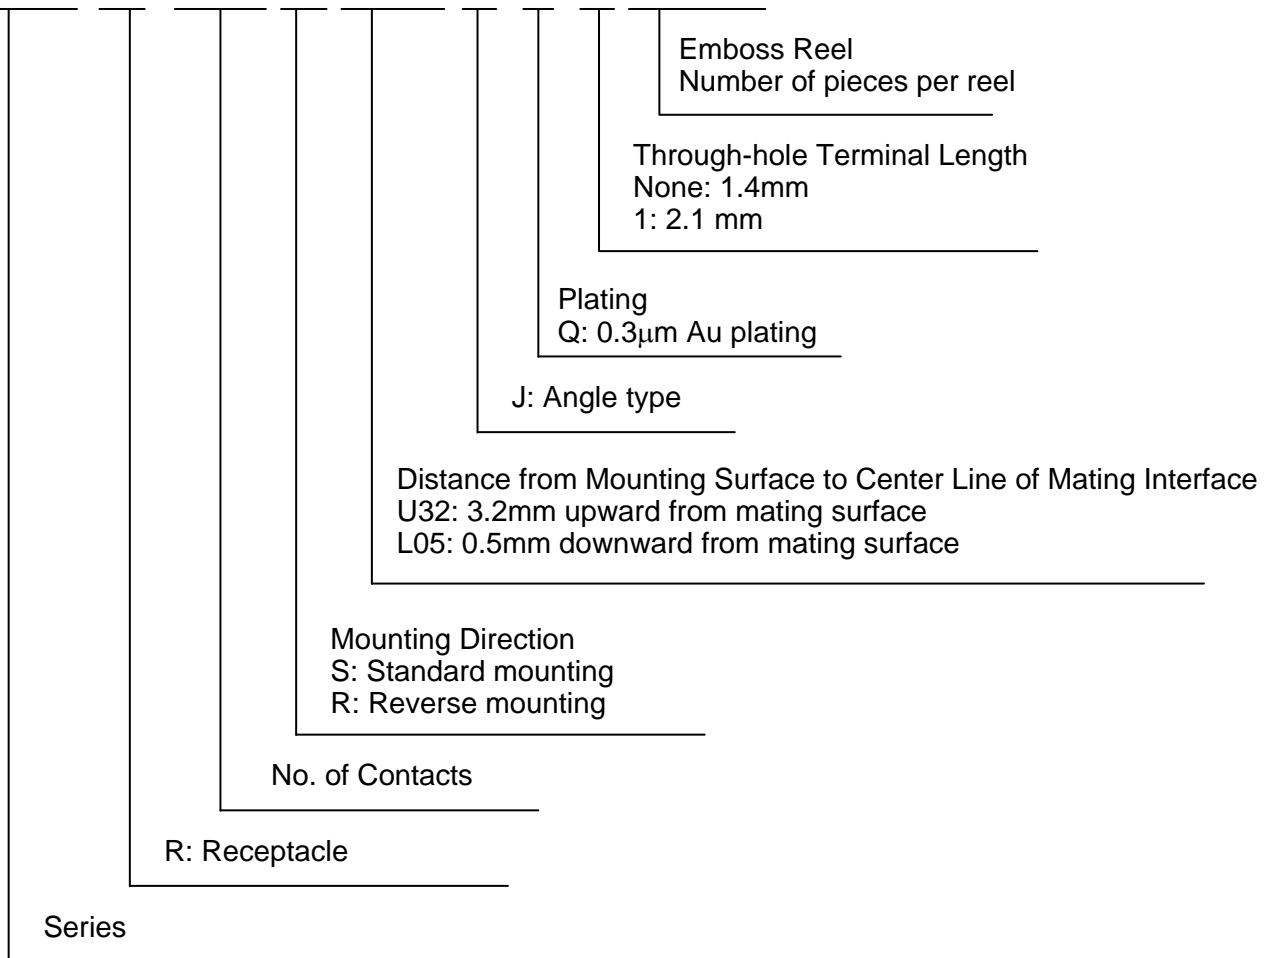 Emboss Reel
Number of pieces per reel
Through-hole Terminal Length
None: 1.4mm
1: 2.1 mm
Plating
Q: 0.3μm Au plating
J: Angle type
Distance from Mounting Surface to Center Line of Mating Interface
U32: 3.2mm upward from mating surface
L05: 0.5mm downward from mating surface
Mounting Direction
S: Standard mounting
R: Reverse mounting
No. of Contacts
R: Receptacle
Series